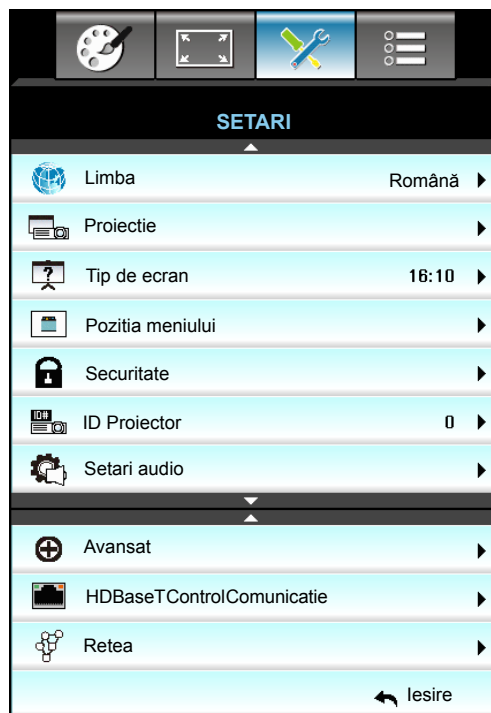 SETARI
Limba Română
Proiectie
?
Tip de ecran 16:10
Pozitia meniului
Securitate
ID#
ID Proiector 0
Setari audio
Avansat
HDBaseTControlComunicatie
Retea
Iesire